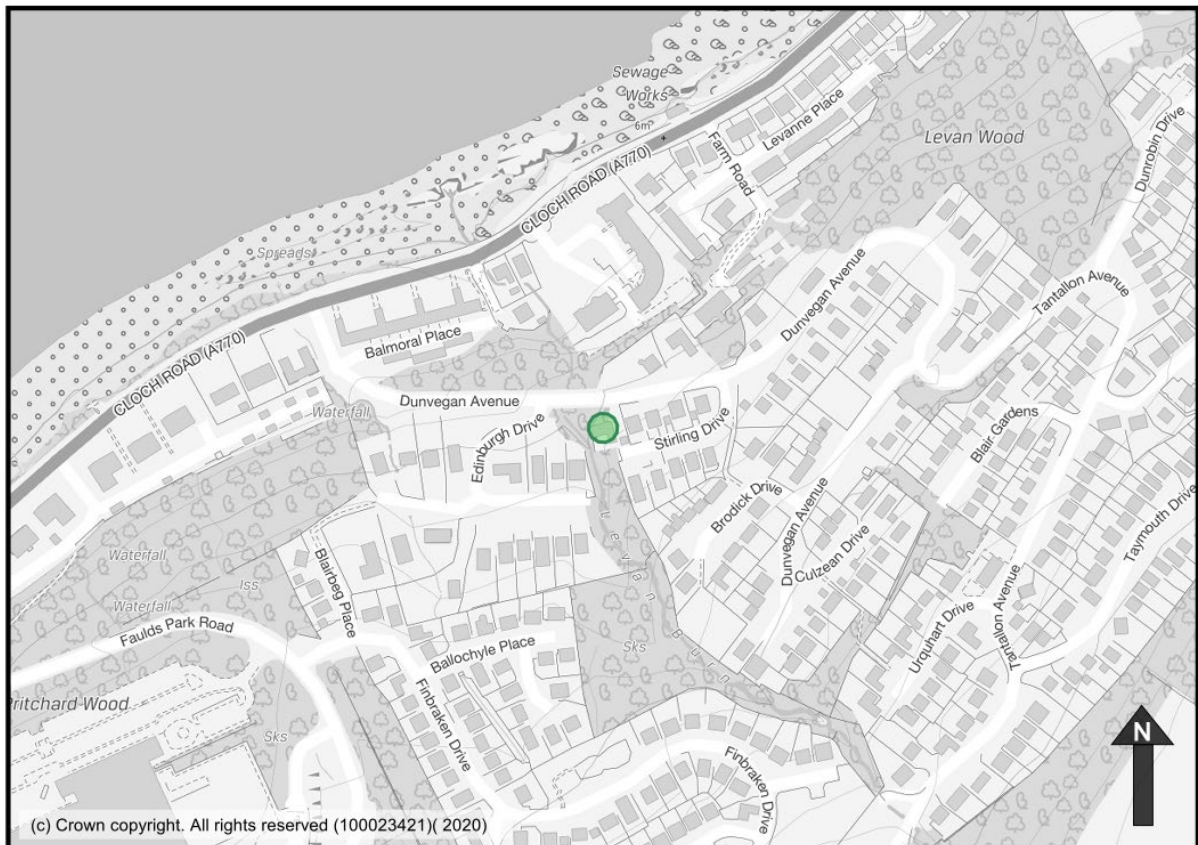 Sewage
Works
6m
Levanne Place
Farm Road
Levan Wood
Dunrobin Drive
CLOCH ROAD (A770)
Spreads
Dunvegan Avenue
Tantallon Avenue
Balmoral Place
CLOCH ROAD (A770)
Waterfall
Dunvegan Avenue
Edinburgh Drive
Stirling Drive
Blair Gardens
Brodick Drive
Dunvegan Avenue
Culzean Drive
Taymouth Drive
Levan Burn
Waterfall
Iss
Waterfall
Blairbeg Place
Faulds Park Road
Ballochyle Place
Sks
Urquhart Drive
Tantallon Avenue
Pritchard Wood
Sks
Finbraken Drive
Finbraken Drive
N
(c) Crown copyright. All rights reserved (100023421)( 2020)